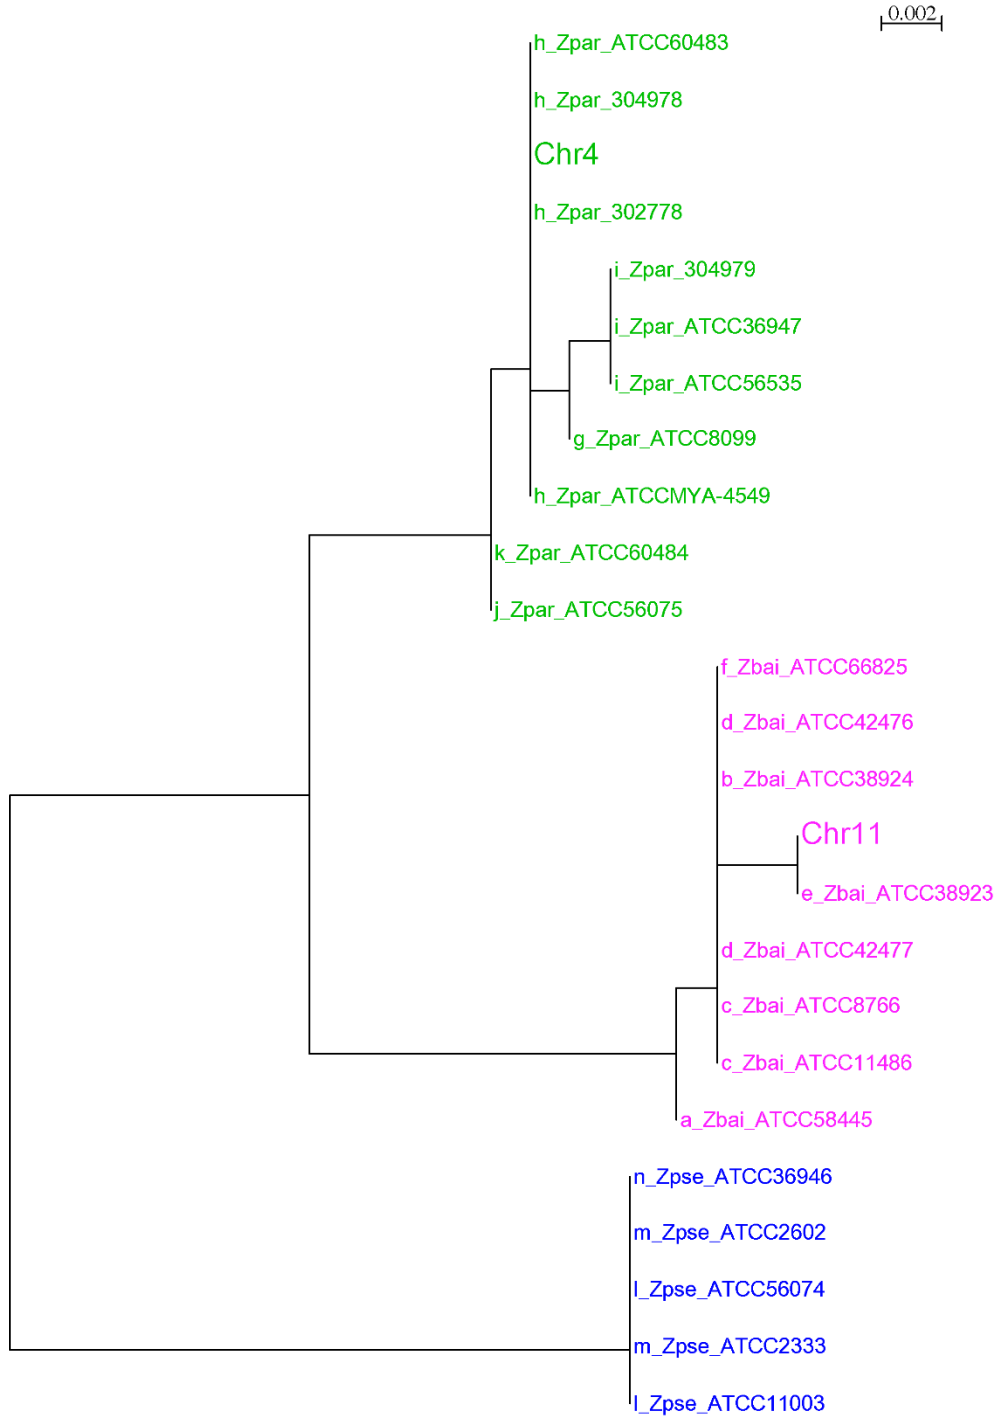 0.002
h_Zpar_ATCC60483
h_Zpar_304978
Chr4
h_Zpar_302778
i_Zpar_304979
i_Zpar_ATCC36947
i_Zpar_ATCC56535
g_Zpar_ATCC8099
h_Zpar_ATCCMYA-4549
k_Zpar_ATCC60484
j_Zpar_ATCC56075
f_Zbai_ATCC66825
d_Zbai_ATCC42476
b_Zbai_ATCC38924
Chr11
e_Zbai_ATCC38923
d_Zbai_ATCC42477
c_Zbai_ATCC8766
c_Zbai_ATCC11486
a_Zbai_ATCC58445
n_Zpse_ATCC36946
m_Zpse_ATCC2602
l_Zpse_ATCC56074
m_Zpse_ATCC2333
l_Zpse_ATCC11003